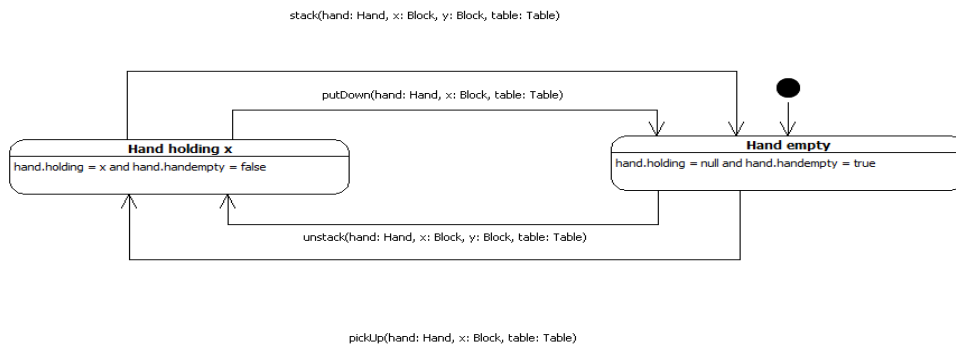 stack(hand: Hand, x: Block, y: Block, table: Table)
putDown(hand: Hand, x: Block, table: Table)
Hand holding x
hand.holding = x and hand.handempty = false
Hand empty
hand.holding = null and hand.handempty = true
unstack(hand: Hand, x: Block, y: Block, table: Table)
pickUp(hand: Hand, x: Block, table: Table)